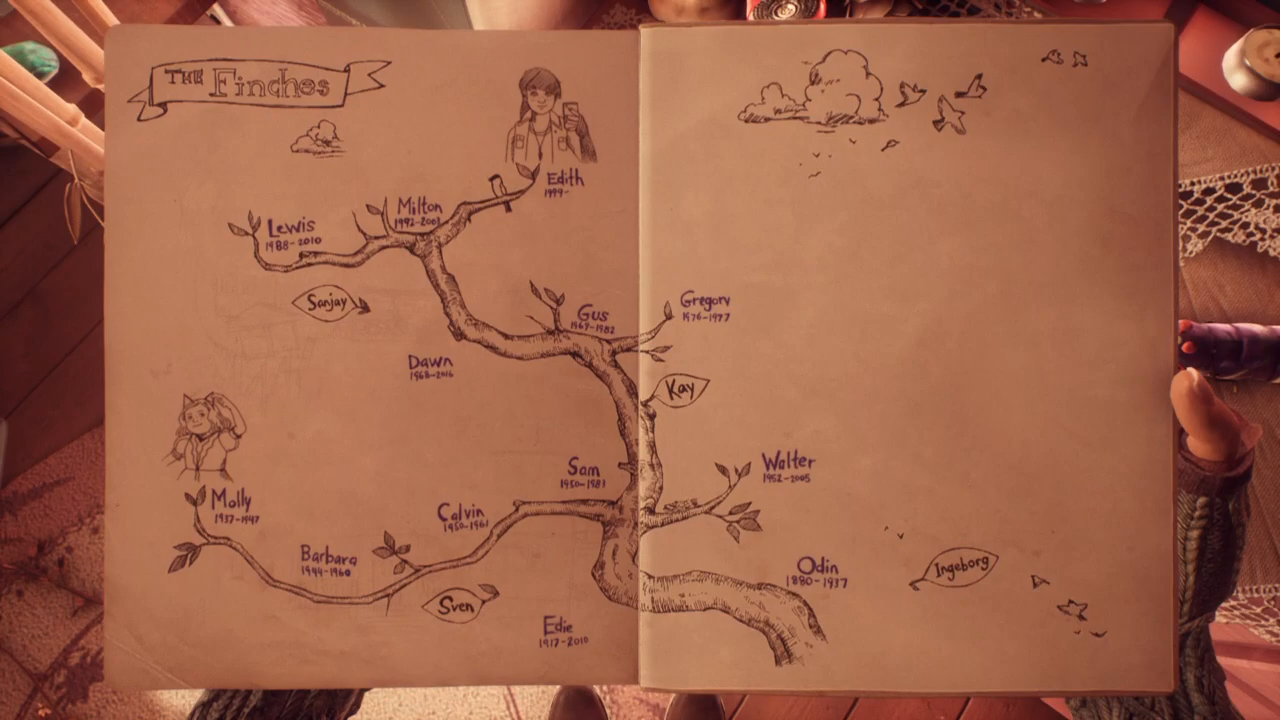 THE Finches
Edith
1999-
Milton
1992-2003
Lewis
1988-2010
Sanjay
Gregory
1976-1977
Gus
1969-1982
Dawn
1968-2016
Kay
Sam
1950-1983
Walter
1952-2005
Molly
1937-1947
Calvin
1950-1961
Barbara
1944-1960
Sven
Odin
1880-1937
Ingeborg
Edie
1917-2010